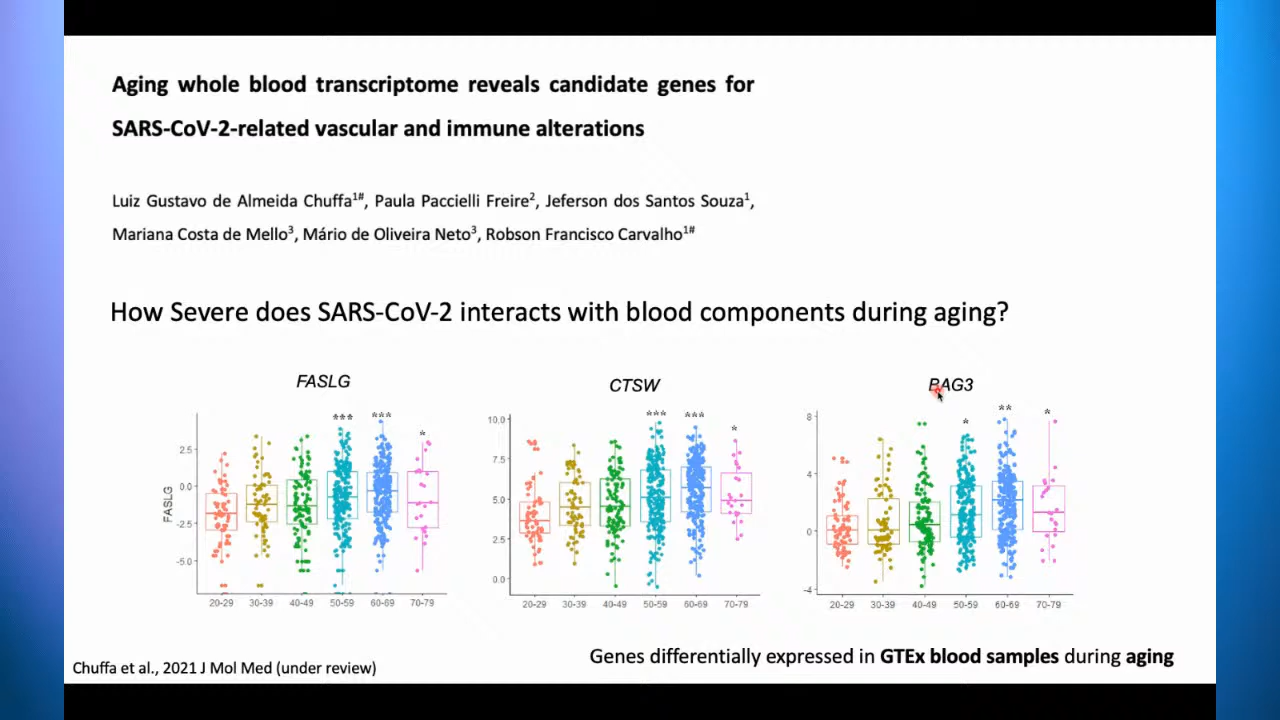 Aging whole blood transcriptome reveals candidate genes for
SARS-CoV-2-related vascular and immune alterations
Luiz Gustavo de Almeida Chuffa1#, Paula Paccielli Freire2, Jeferson dos Santos Souza1,
Mariana Costa de Mello3, Mário de Oliveira Neto3, Robson Francisco Carvalho1#
How Severe does SARS-CoV-2 interacts with blood components during aging?
FASLG
***
***
*
FASLG
2.5
0.0
-2.5
-5.0
20-29 30-39 40-49 50-59 60-69 70-79
CTSW
***
***
*
10.0
7.5
5.0
2.5
0.0
20-29 30-39 40-49 50-59 60-69 70-79
BAG3
*
**
*
8
4
0
-4
20-29 30-39 40-49 50-59 60-69 70-79
Genes differentially expressed in GTEx blood samples during aging
Chuffa et al., 2021 J Mol Med (under review)